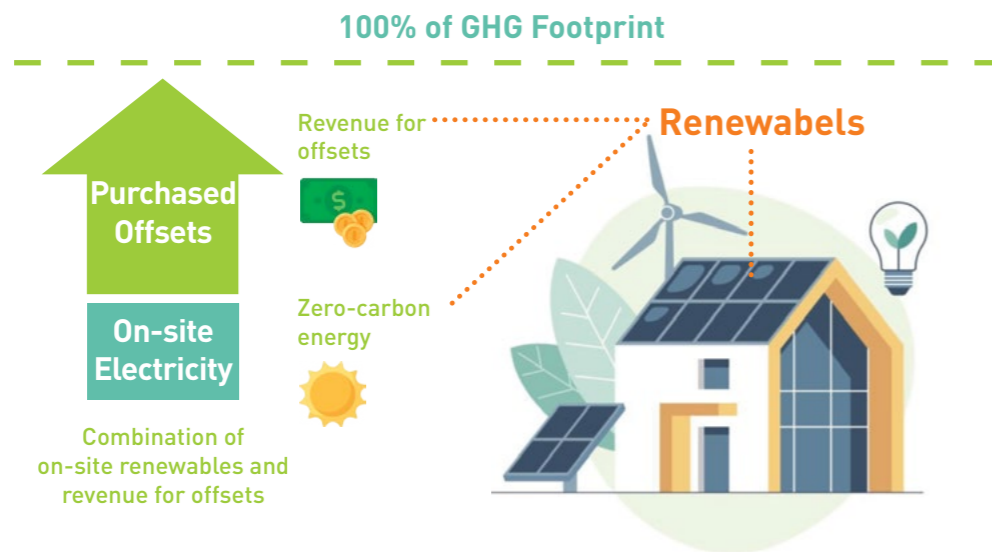 100% of GHG Footprint
Purchased
Offsets
On-site
Electricity
Combination of
on-site renewables and
revenue for offsets
Revenue for
offsets
$
Zero-carbon
energy
Renewabels